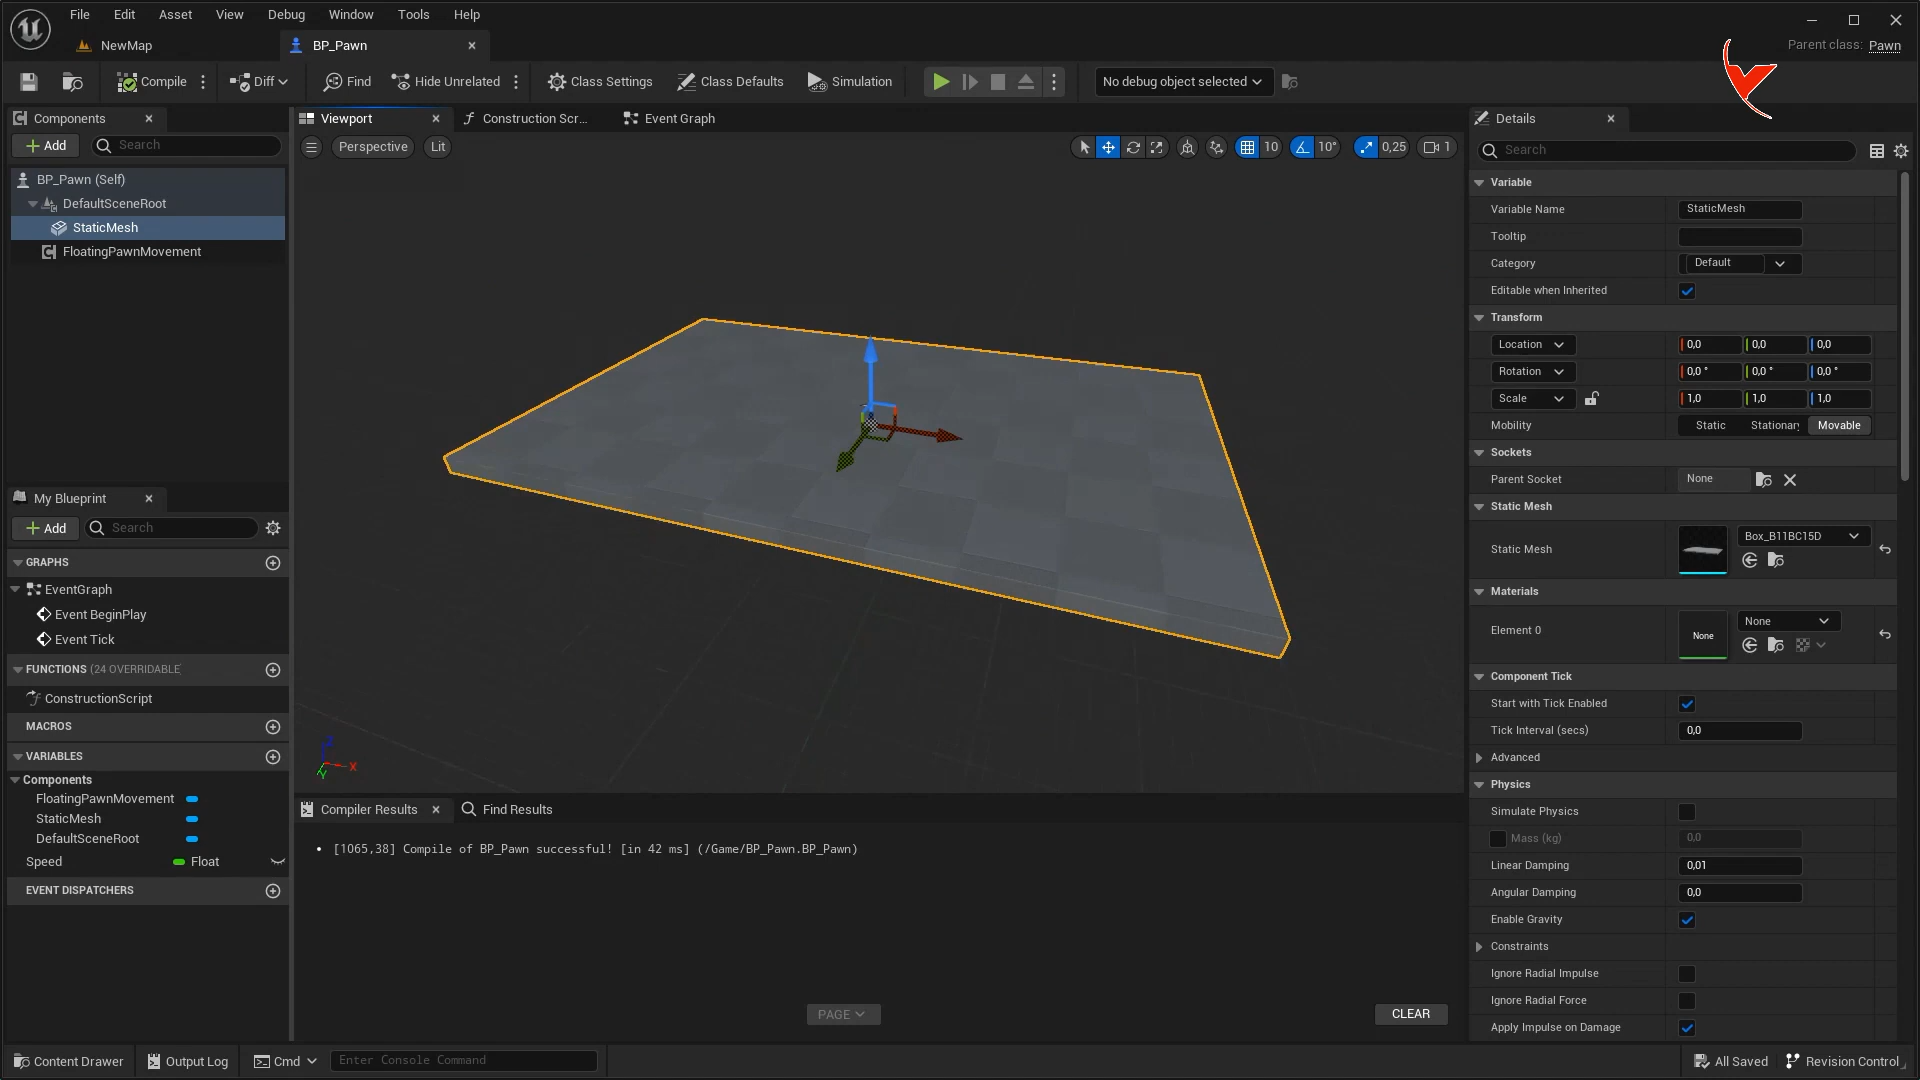 File Edit Asset View Debug Window Tools Help
NewMap BP_Pawn
Parent class: Pawn
Compile Diff Find Hide Unrelated Class Settings Class Defaults Simulation No debug object selected
Components
Add Search
BP_Pawn (Self)
DefaultSceneRoot
StaticMesh
FloatingPawnMovement
My Blueprint
Add Search
GRAPHS
EventGraph
Event BeginPlay
Event Tick
FUNCTIONS (24 OVERRIDABLE
ConstructionScript
MACROS
VARIABLES
Components
FloatingPawnMovement
StaticMesh
DefaultSceneRoot
Speed Float
EVENT DISPATCHERS
Viewport Construction Scr... Event Graph
Perspective Lit 10 10° 0,25 1
Z
X
Y
Compiler Results Find Results
• [1065,38] Compile of BP_Pawn successful! [in 42 ms] (/Game/BP_Pawn.BP_Pawn)
PAGE CLEAR
Details
Search
Variable
Variable Name StaticMesh
Tooltip
Category Default
Editable when Inherited
Transform
Location 0,0 0,0 0,0
Rotation 0,0 ° 0,0 ° 0,0 °
Scale 1,0 1,0 1,0
Mobility Static Stationary Movable
Sockets
Parent Socket None
Static Mesh
Static Mesh Box_B11BC15D
Materials
Element 0 None None
Component Tick
Start with Tick Enabled
Tick Interval (secs) 0,0
Advanced
Physics
Simulate Physics
Mass (kg) 0,0
Linear Damping 0,01
Angular Damping 0,0
Enable Gravity
Constraints
Ignore Radial Impulse
Ignore Radial Force
Apply Impulse on Damage
Content Drawer Output Log Cmd Enter Console Command All Saved Revision Control